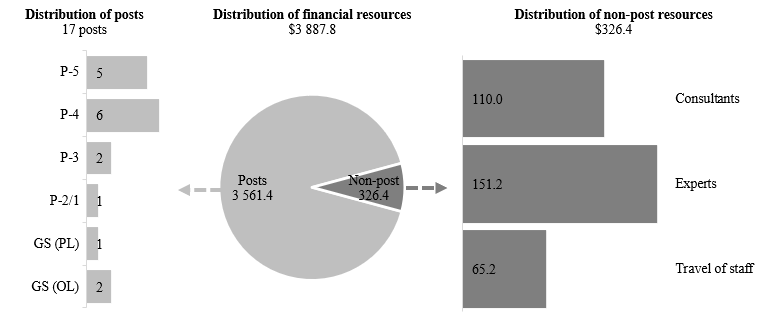 Distribution of posts
17 posts
P-5
5
P-4
6
P-3
2
P-2/1
1
GS (PL)
1
GS (OL)
2
Distribution of financial resources
$3 887.8
Posts
3 561.4
Non-post
326.4
Distribution of non-post resources
$326.4
110.0
Consultants
151.2
Experts
65.2
Travel of staff